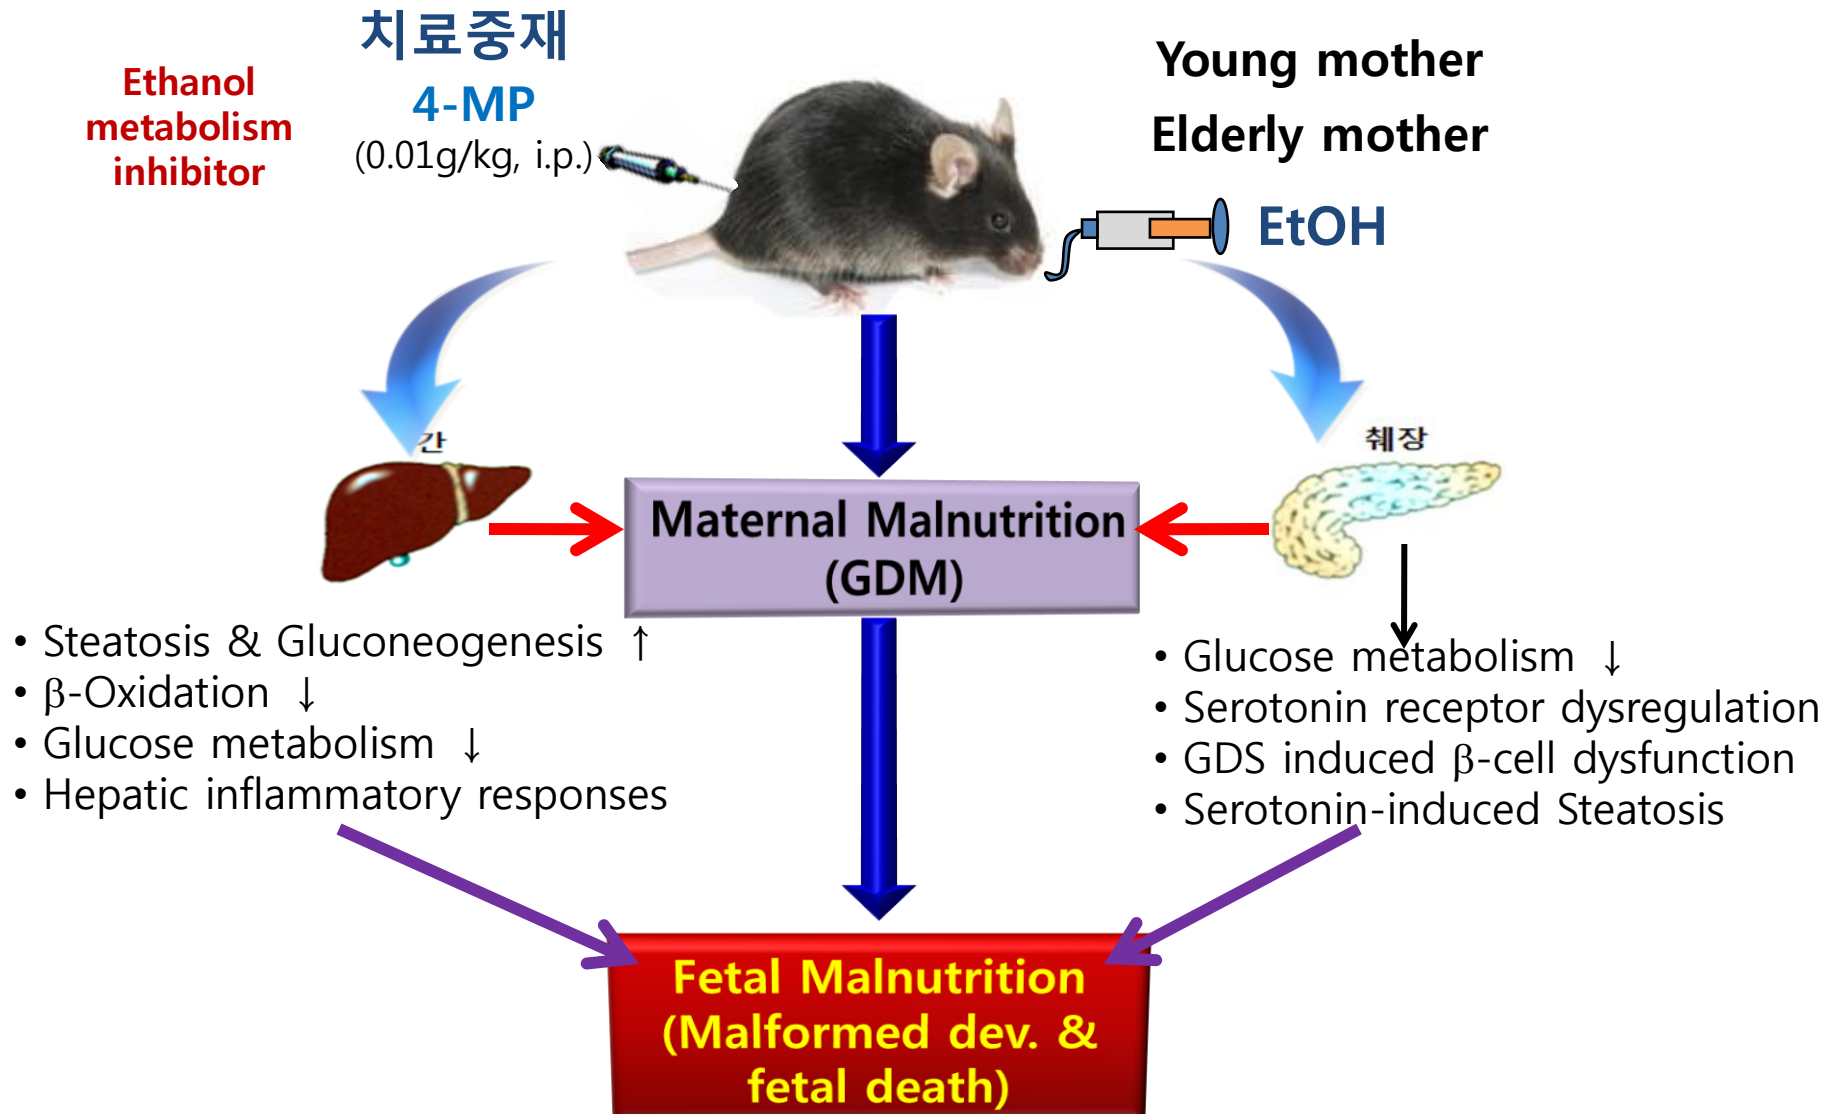 치료중재
Ethanol
metabolism
inhibitor
4-MP
(0.01g/kg, i.p.)
Young mother
Elderly mother
EtOH
간
췌장
Maternal Malnutrition
(GDM)
• Steatosis & Gluconeogenesis ↑
• β-Oxidation ↓
• Glucose metabolism ↓
• Hepatic inflammatory responses
• Glucose metabolism ↓
• Serotonin receptor dysregulation
• GDS induced β-cell dysfunction
• Serotonin-induced Steatosis
Fetal Malnutrition
(Malformed dev. &
fetal death)